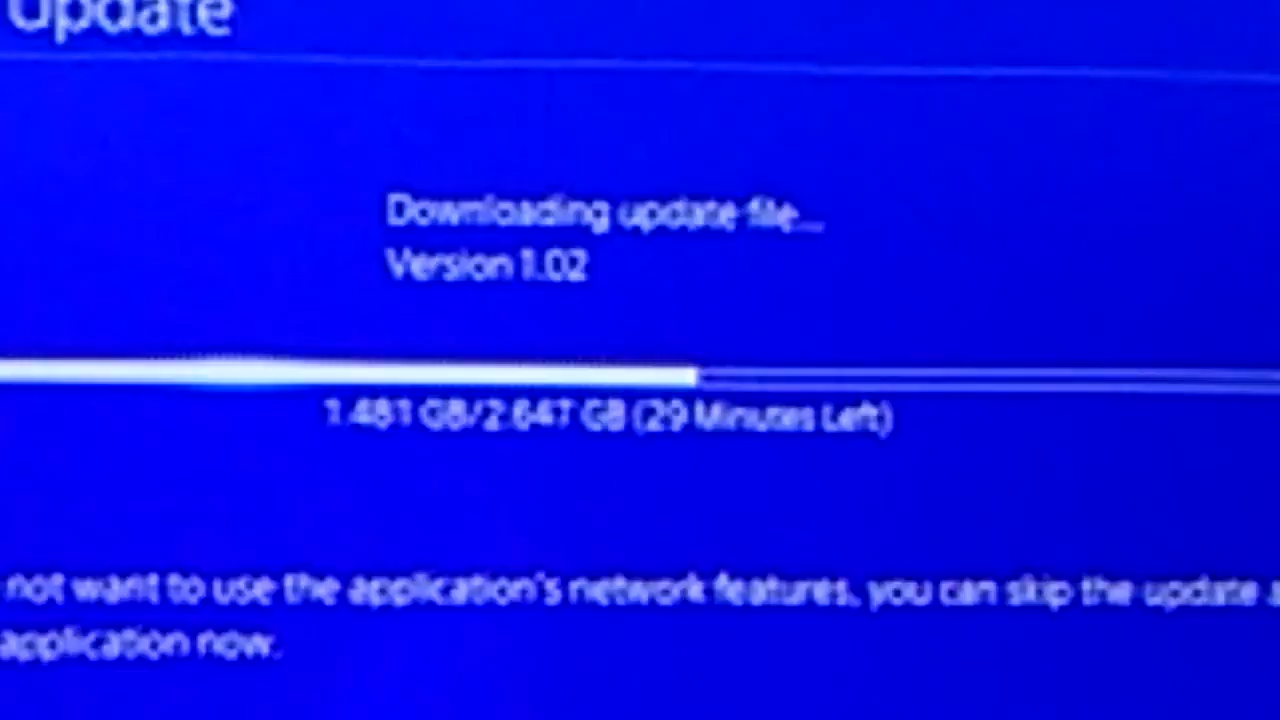 Update
Downloading update file...
Version 1.02
1.481 GB/2.647 GB (29 Minutes Left)
not want to use the application's network features, you can skip the update a
application now.